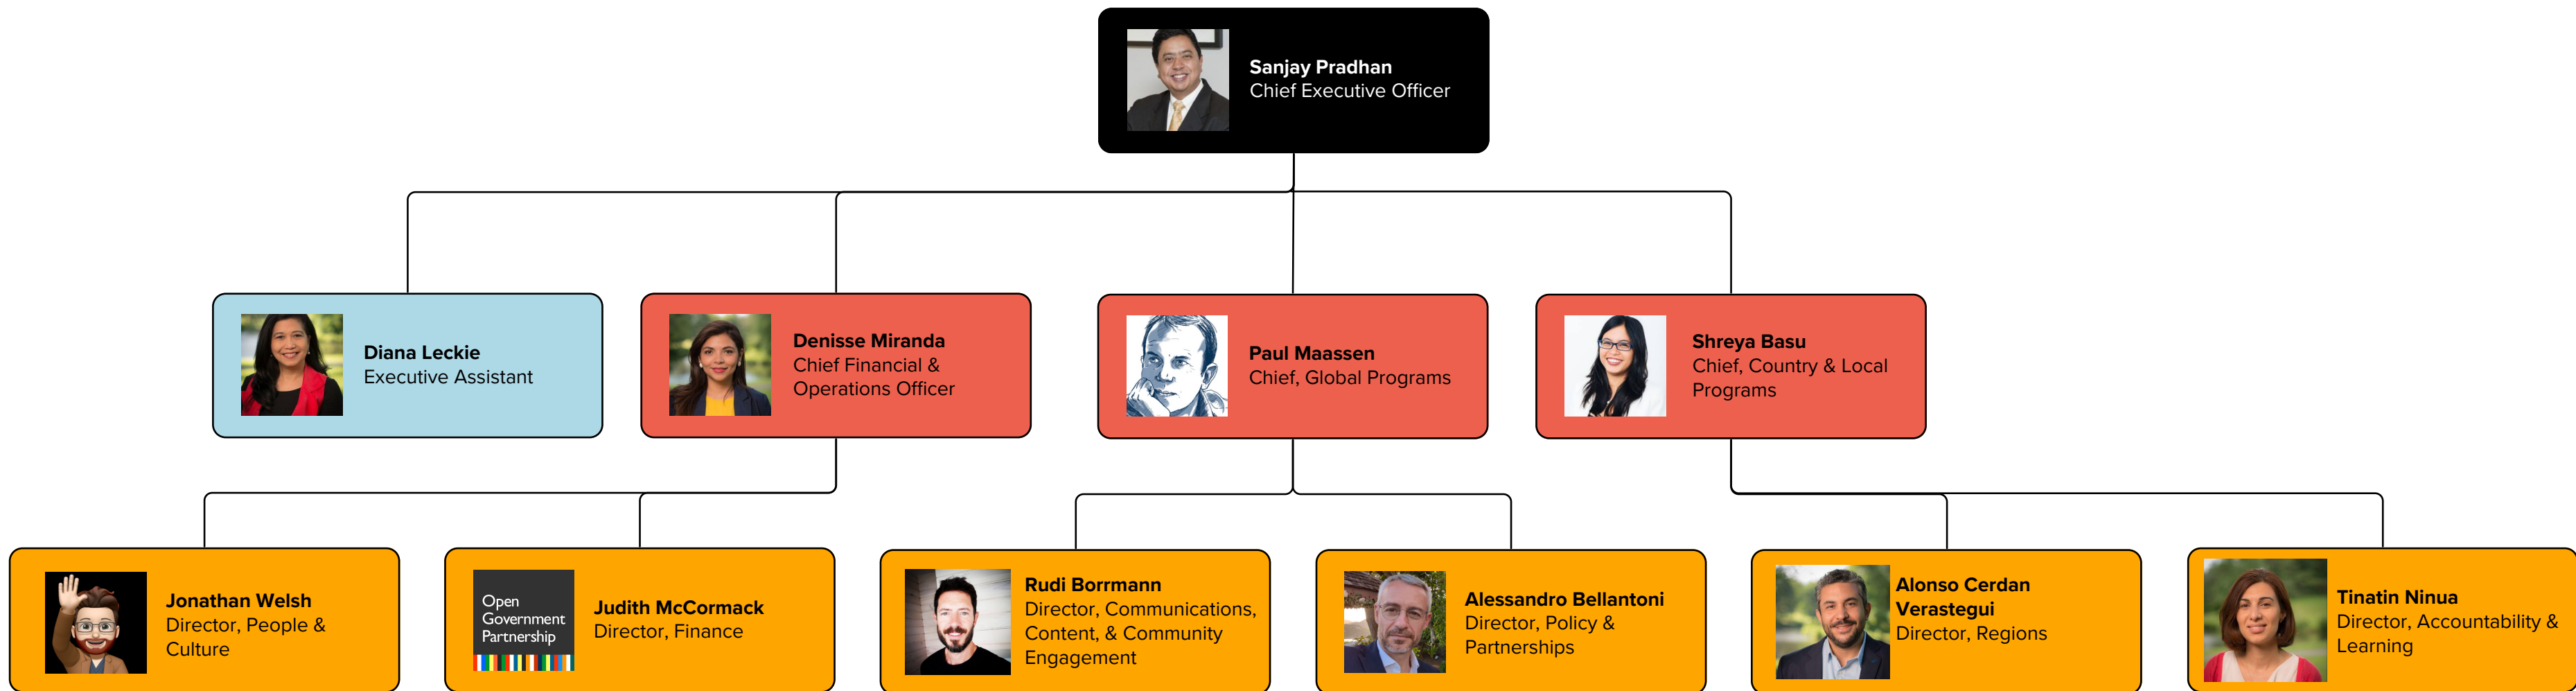 Sanjay Pradhan
Chief Executive Officer
Diana Leckie
Executive Assistant
Denisse Miranda
Chief Financial &
Operations Officer
Paul Maassen
Chief, Global Programs
Shreya Basu
Chief, Country & Local
Programs
Jonathan Welsh
Director, People &
Culture
Open
Government
Partnership
Judith McCormack
Director, Finance
Rudi Borrmann
Director, Communications,
Content, & Community
Engagement
Alessandro Bellantoni
Director, Policy &
Partnerships
Alonso Cerdan
Verastegui
Director, Regions
Tinatin Ninua
Director, Accountability &
Learning